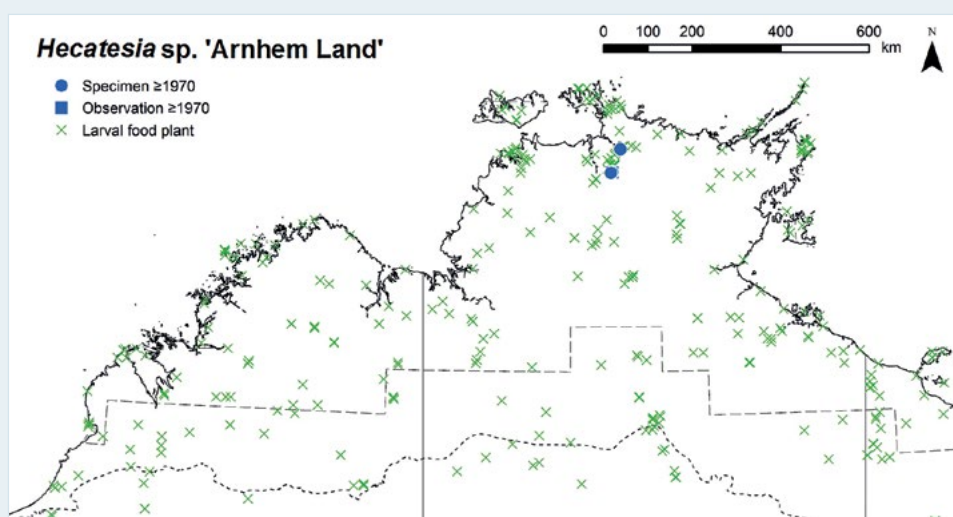 Hecatesia sp. 'Arnhem Land'
Specimen ≥1970
Observation ≥1970
Larval food plant
0 100 200 400 600
km
N